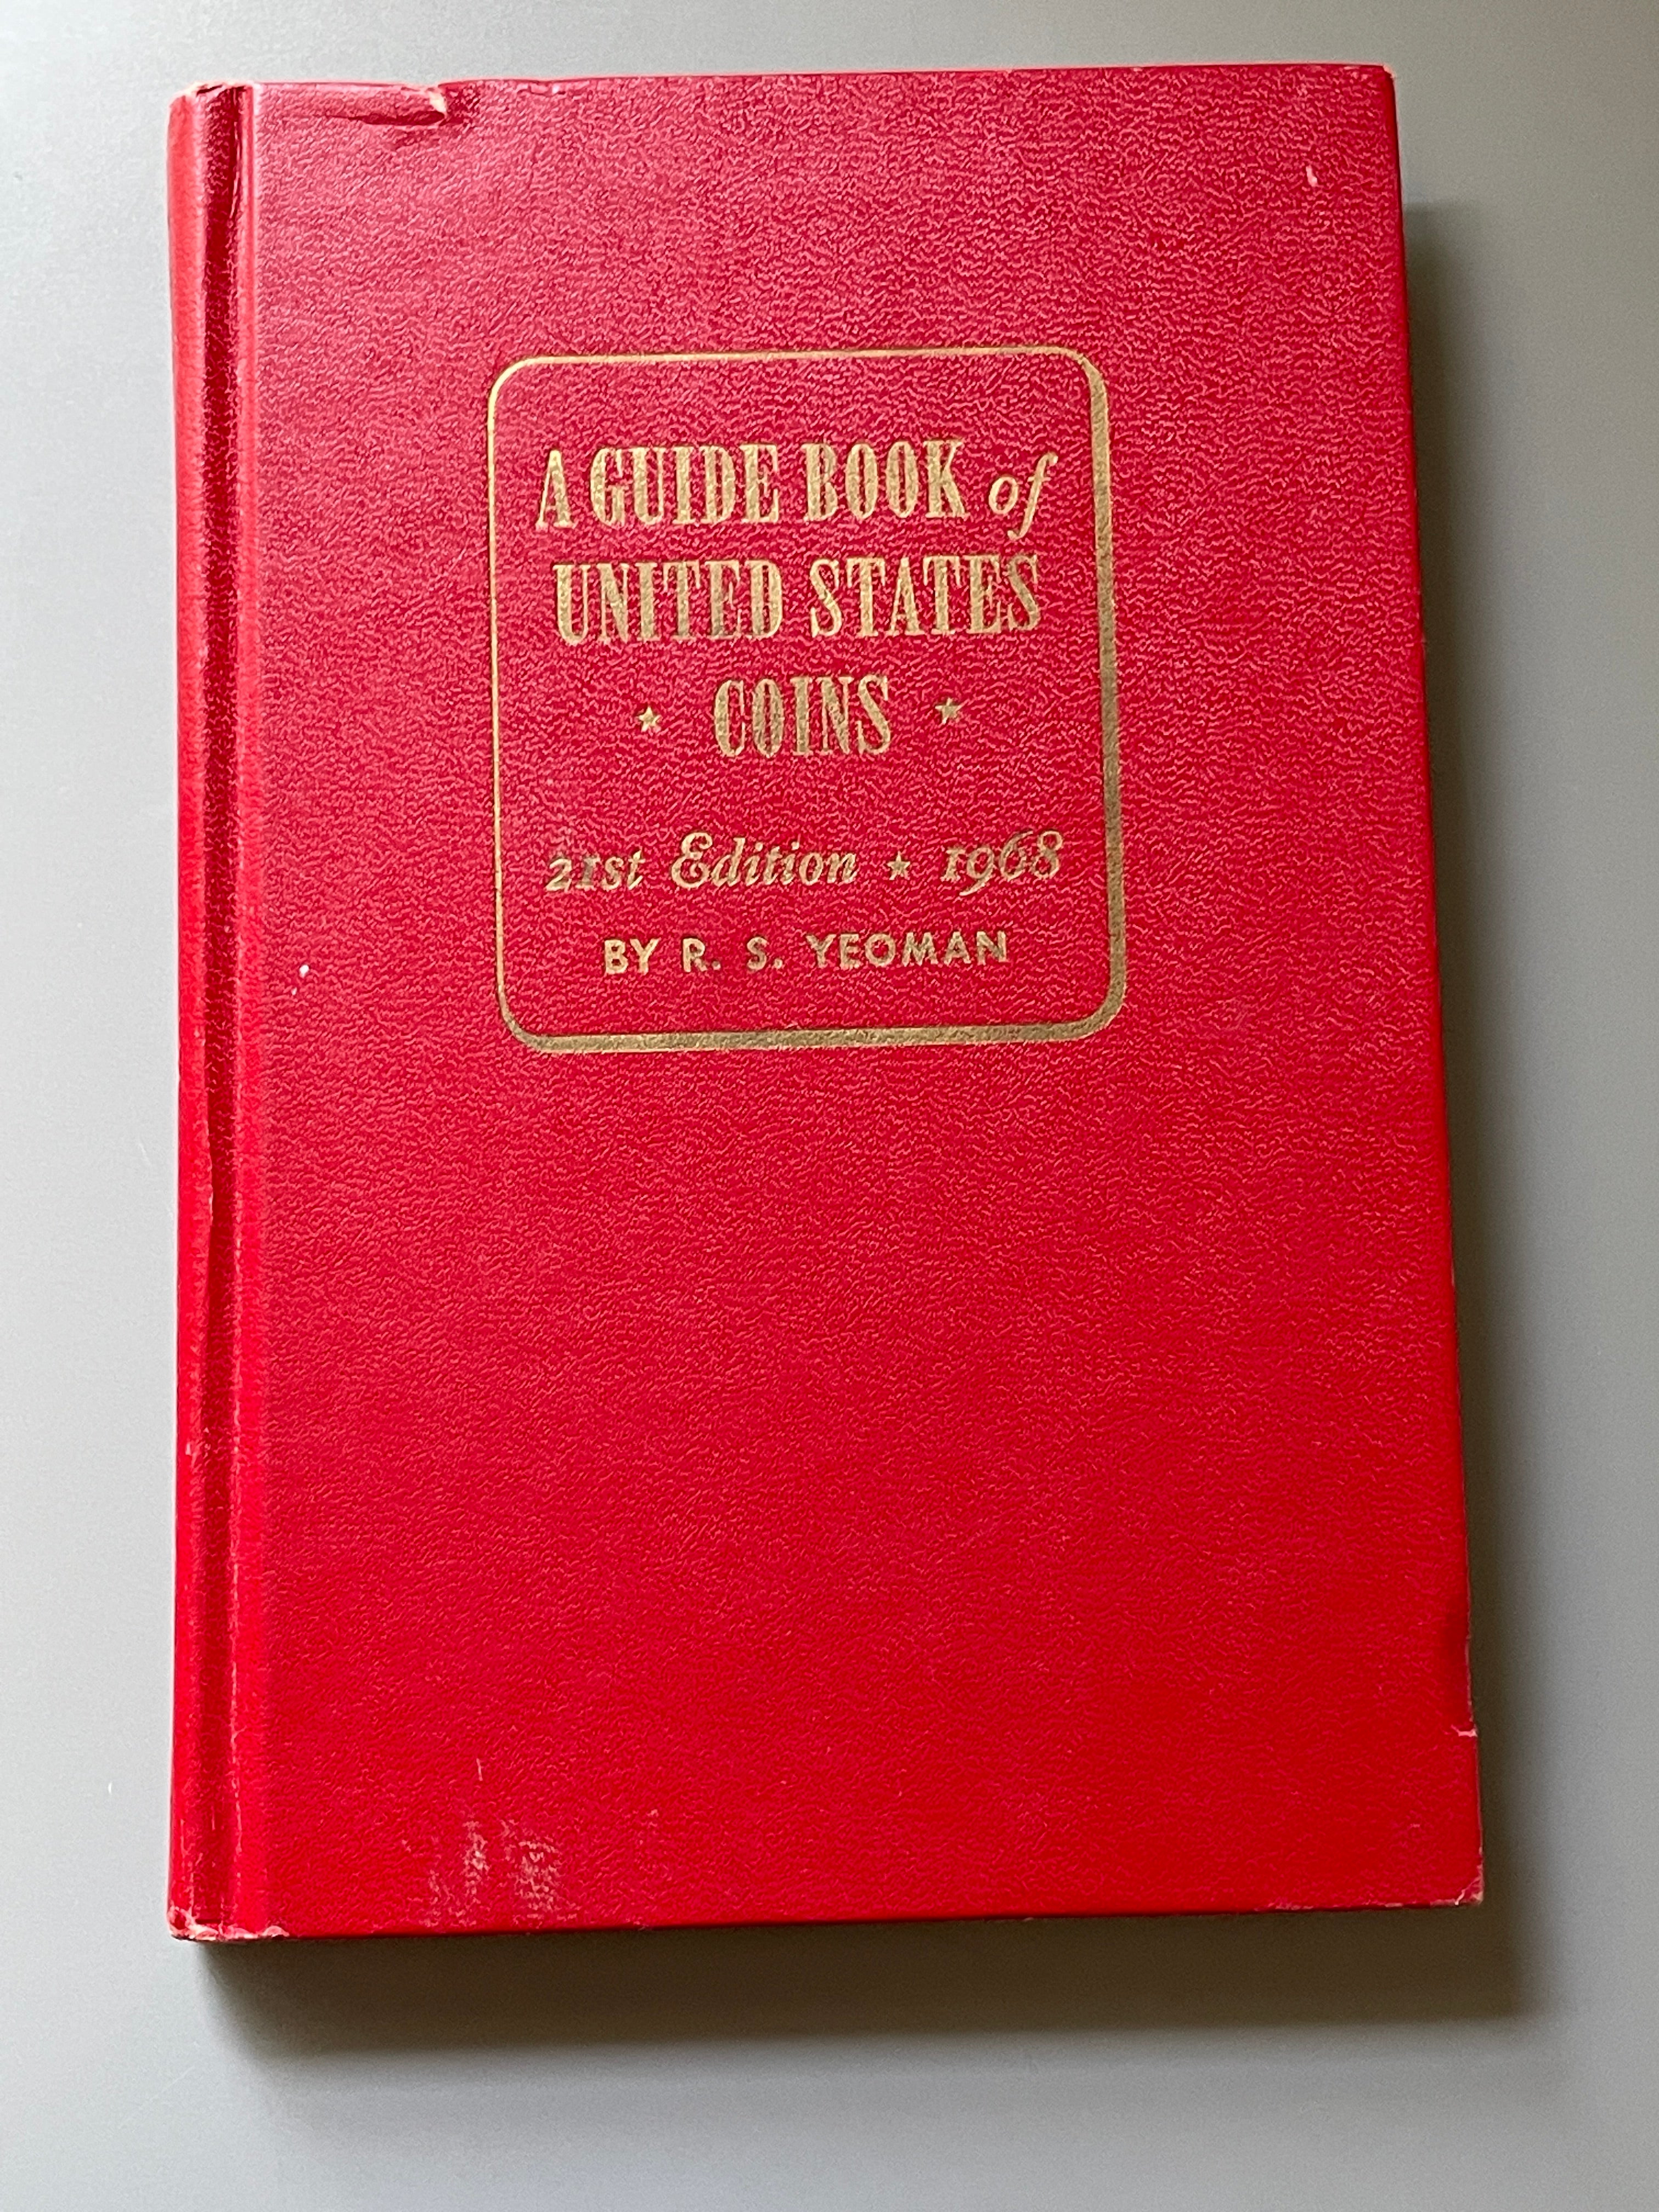 A GUIDE BOOK of
UNITED STATES
★ COINS ★
21st Edition ★ 1968
BY R. S. YEOMAN